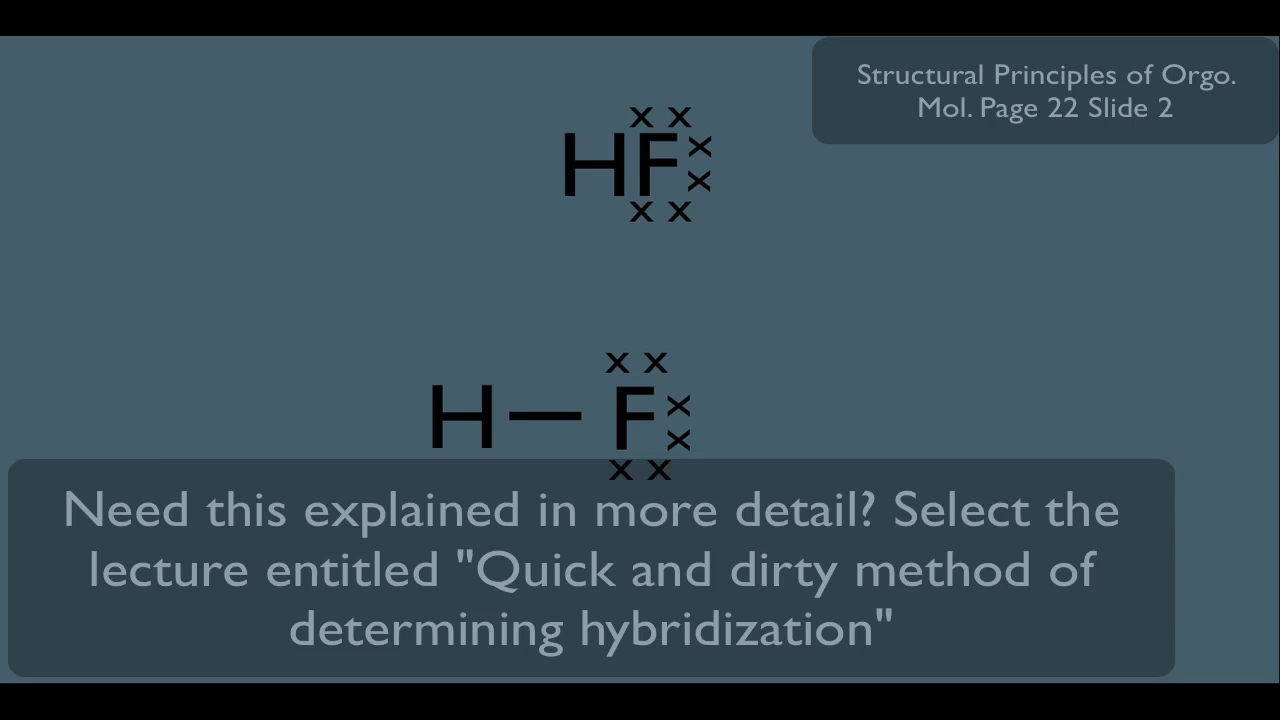 Structural Principles of Orgo.
Mol. Page 22 Slide 2
x x
HF x
x
x x
x x
H — F x
x
x x
Need this explained in more detail? Select the
lecture entitled "Quick and dirty method of
determining hybridization"